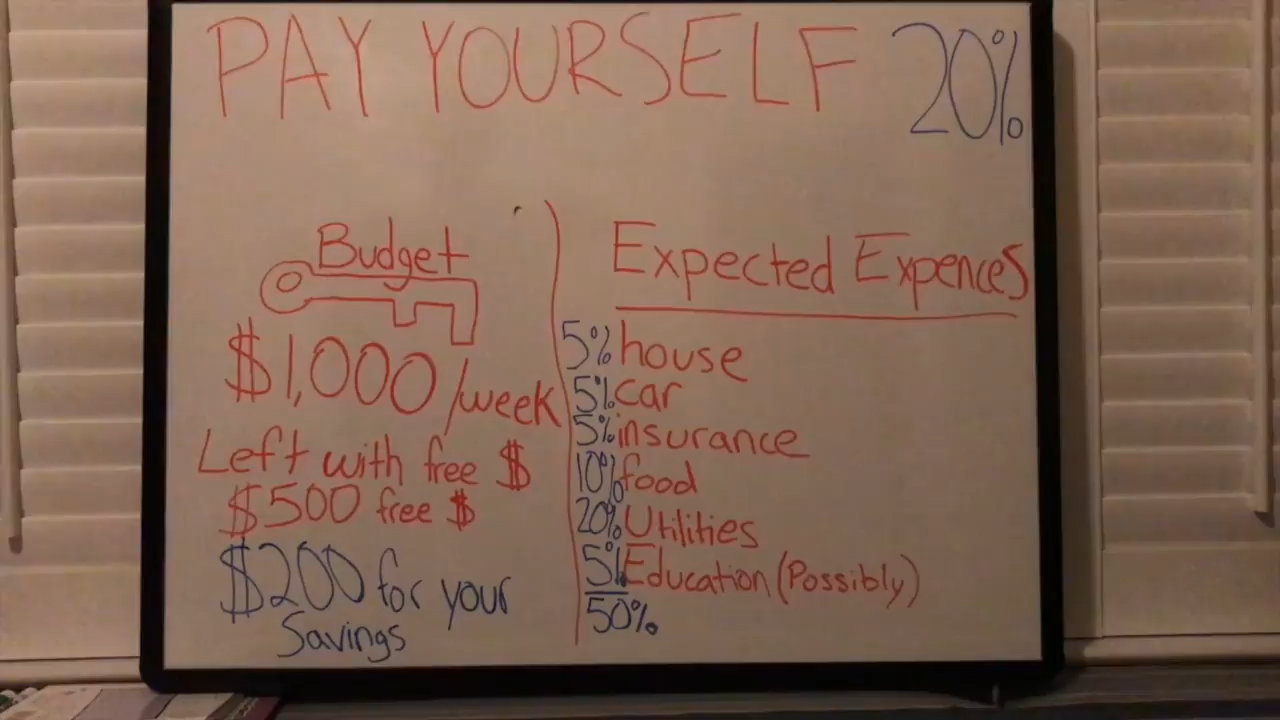 PAY YOURSELF 20%
Budget
$1,000/week
Left with free $
$500 free $
$200 for your
Savings
Expected Expences
5% house
5% car
5% insurance
10% food
20% Utilities
5% Education (Possibly)
50%